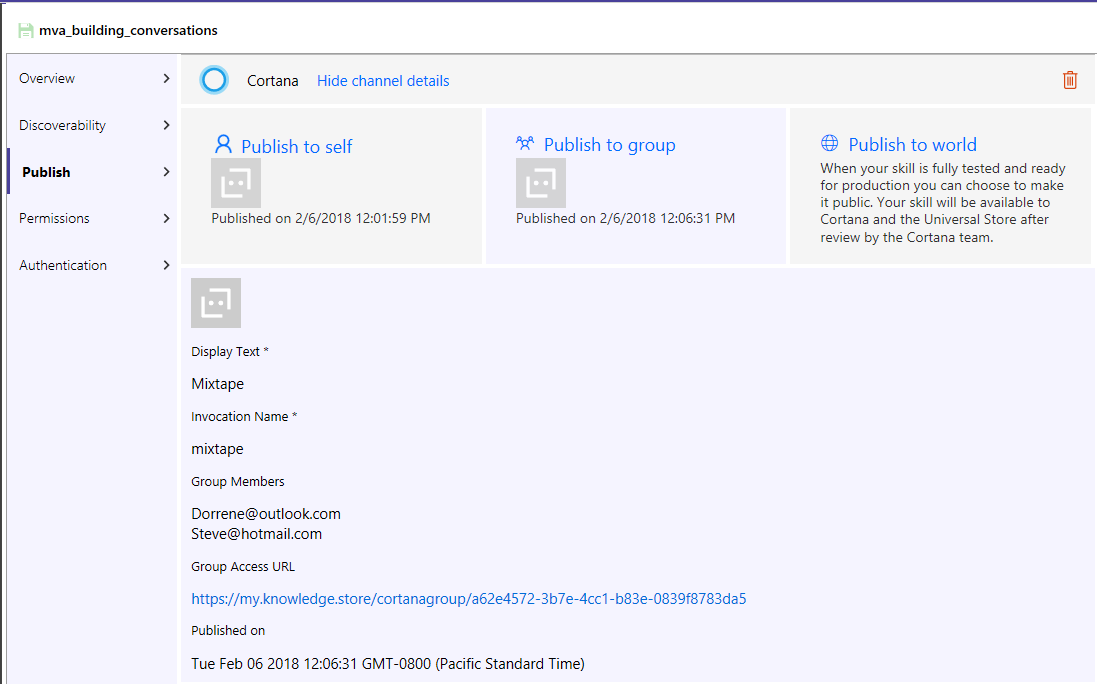 mva_building_conversations
Overview
Discoverability
Publish
Permissions
Authentication
Cortana Hide channel details
Publish to self
Published on 2/6/2018 12:01:59 PM
Publish to group
Published on 2/6/2018 12:06:31 PM
Publish to world
When your skill is fully tested and ready
for production you can choose to make
it public. Your skill will be available to
Cortana and the Universal Store after
review by the Cortana team.
Display Text *
Mixtape
Invocation Name *
mixtape
Group Members
Dorrene@outlook.com
Steve@hotmail.com
Group Access URL
https://my.knowledge.store/cortanagroup/a62e4572-3b7e-4cc1-b83e-0839f8783da5
Published on
Tue Feb 06 2018 12:06:31 GMT-0800 (Pacific Standard Time)